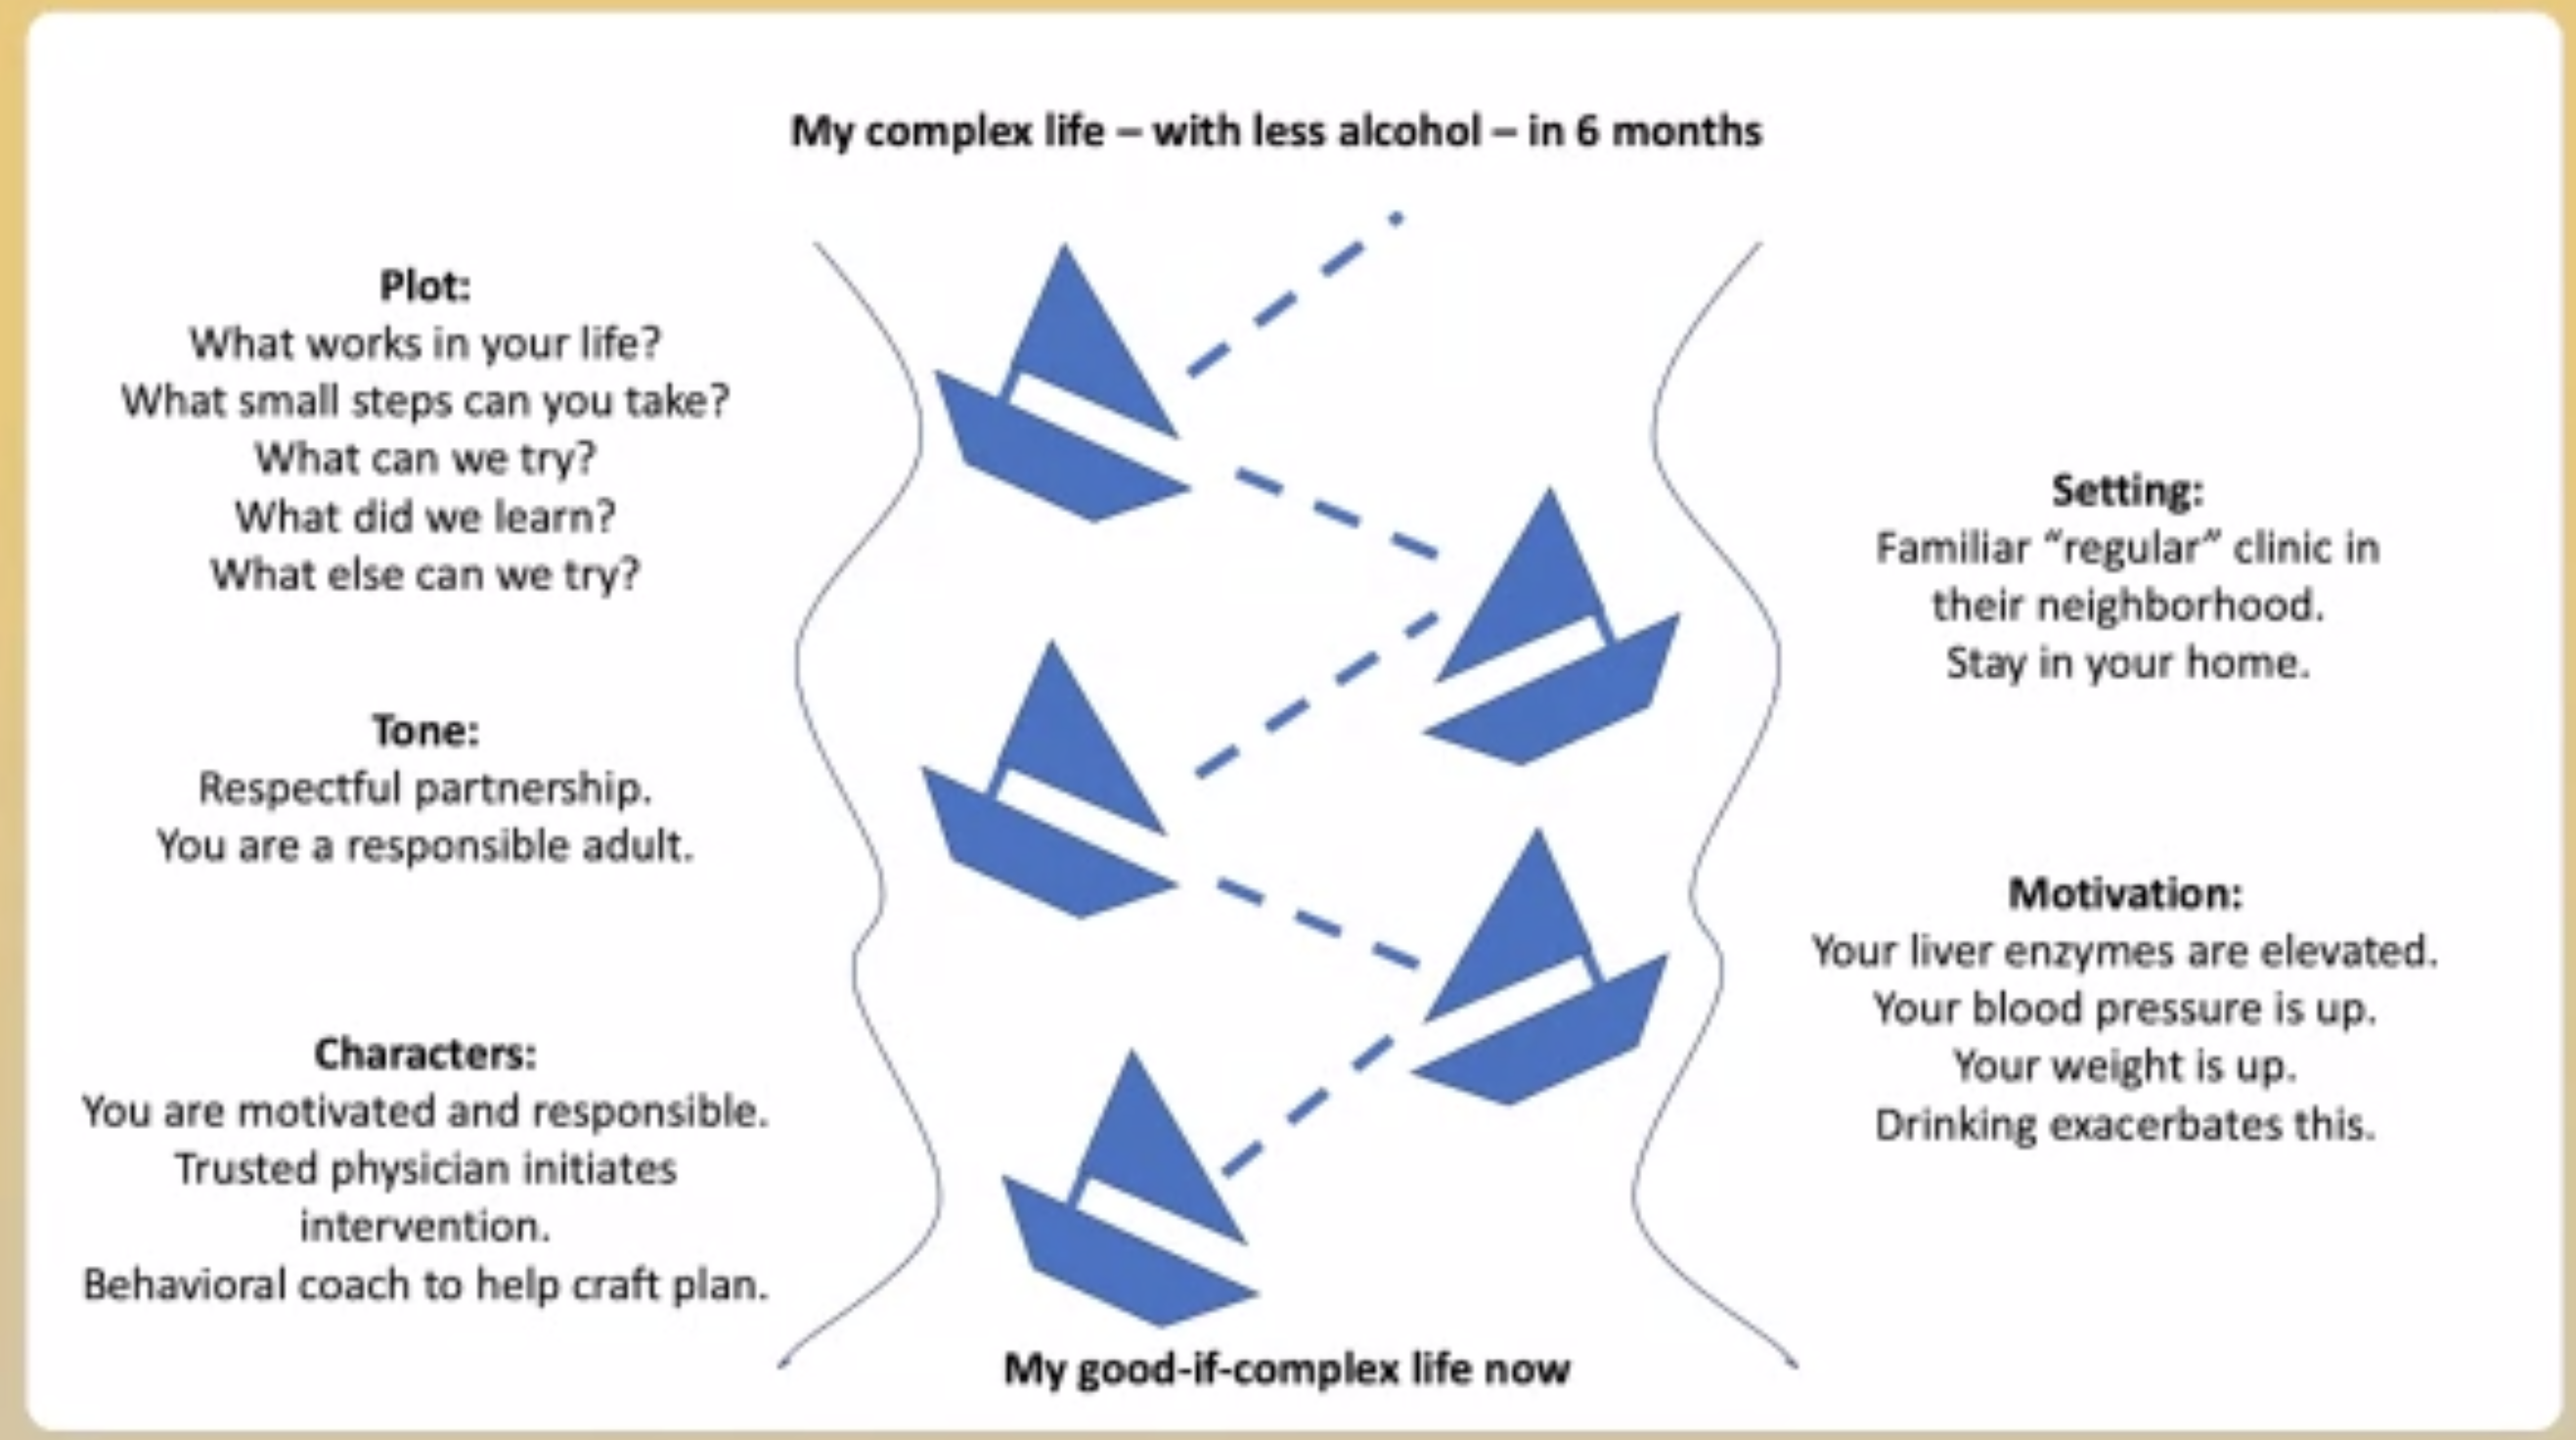 My complex life – with less alcohol – in 6 months
Plot:
What works in your life?
What small steps can you take?
What can we try?
What did we learn?
What else can we try?
Tone:
Respectful partnership.
You are a responsible adult.
Characters:
You are motivated and responsible.
Trusted physician initiates
intervention.
Behavioral coach to help craft plan.
Setting:
Familiar “regular” clinic in
their neighborhood.
Stay in your home.
Motivation:
Your liver enzymes are elevated.
Your blood pressure is up.
Your weight is up.
Drinking exacerbates this.
My good-if-complex life now